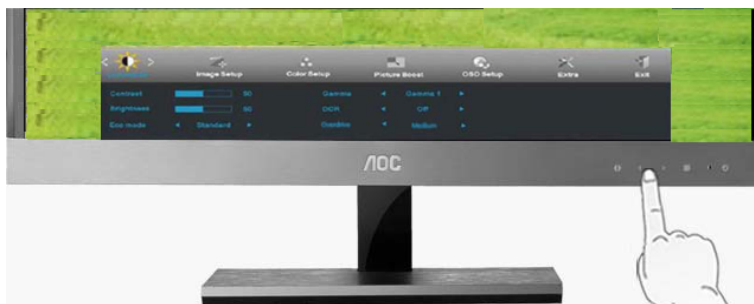 Luminance Image Setup Color Setup Picture Boost OSD Setup Extra Exit
Contrast 50 Gamma Gamma 1
Brightness 50 DCR Off
Eco mode Standard Overdrive Medium
AOC